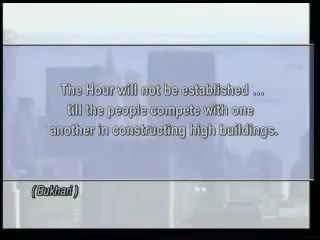 The Hour will not be established ...
till the people compete with one
another in constructing high buildings.
( Bukhari )